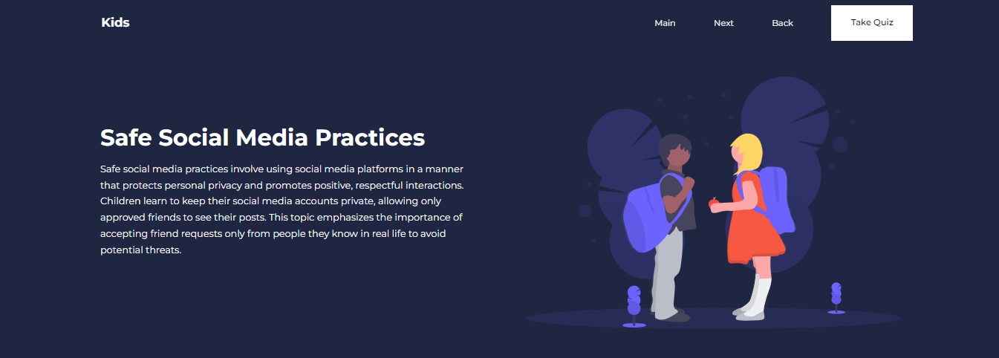 Kids
Main
Next
Back
Take Quiz
Safe Social Media Practices
Safe social media practices involve using social media platforms in a manner
that protects personal privacy and promotes positive, respectful interactions.
Children learn to keep their social media accounts private, allowing only
approved friends to see their posts. This topic emphasizes the importance of
accepting friend requests only from people they know in real life to avoid
potential threats.